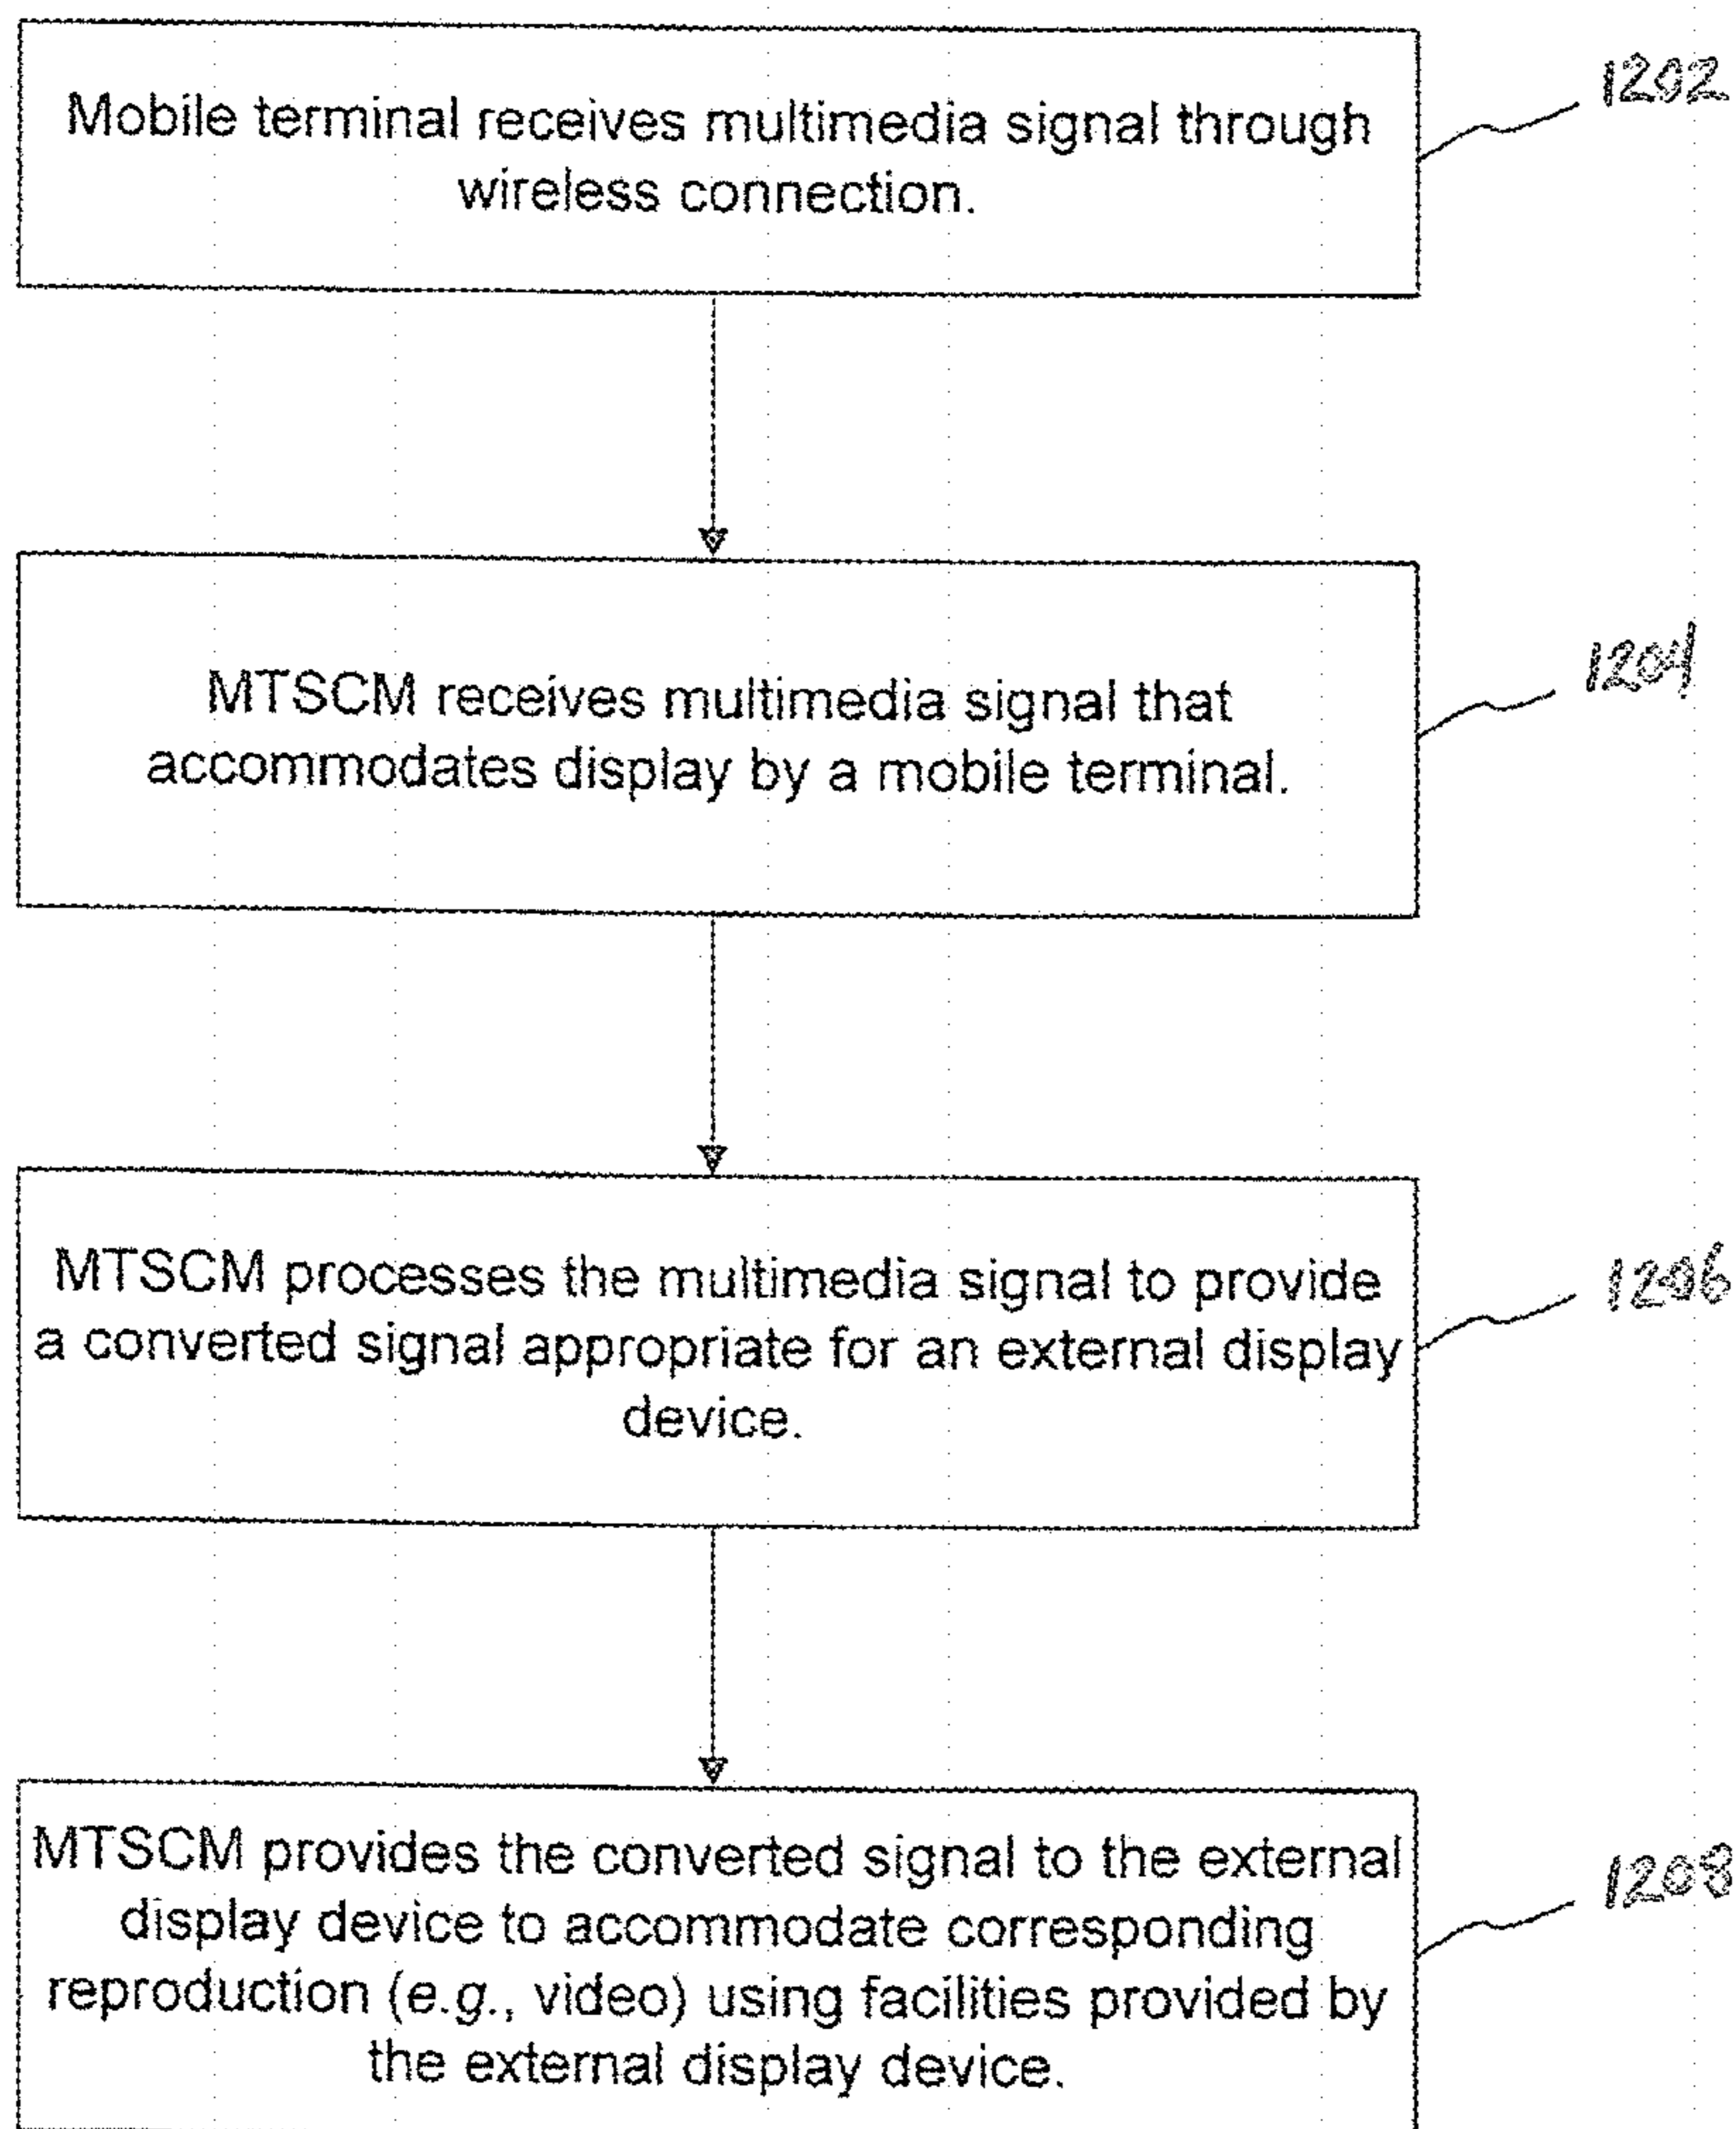 Mobile terminal receives multimedia signal through
wireless connection.
1202
MTSCM receives multimedia signal that
accommodates display by a mobile terminal.
1204
MTSCM processes the multimedia signal to provide
a converted signal appropriate for an external display
device.
1206
MTSCM provides the converted signal to the external
display device to accommodate corresponding
reproduction (e.g., video) using facilities provided by
the external display device.
1208